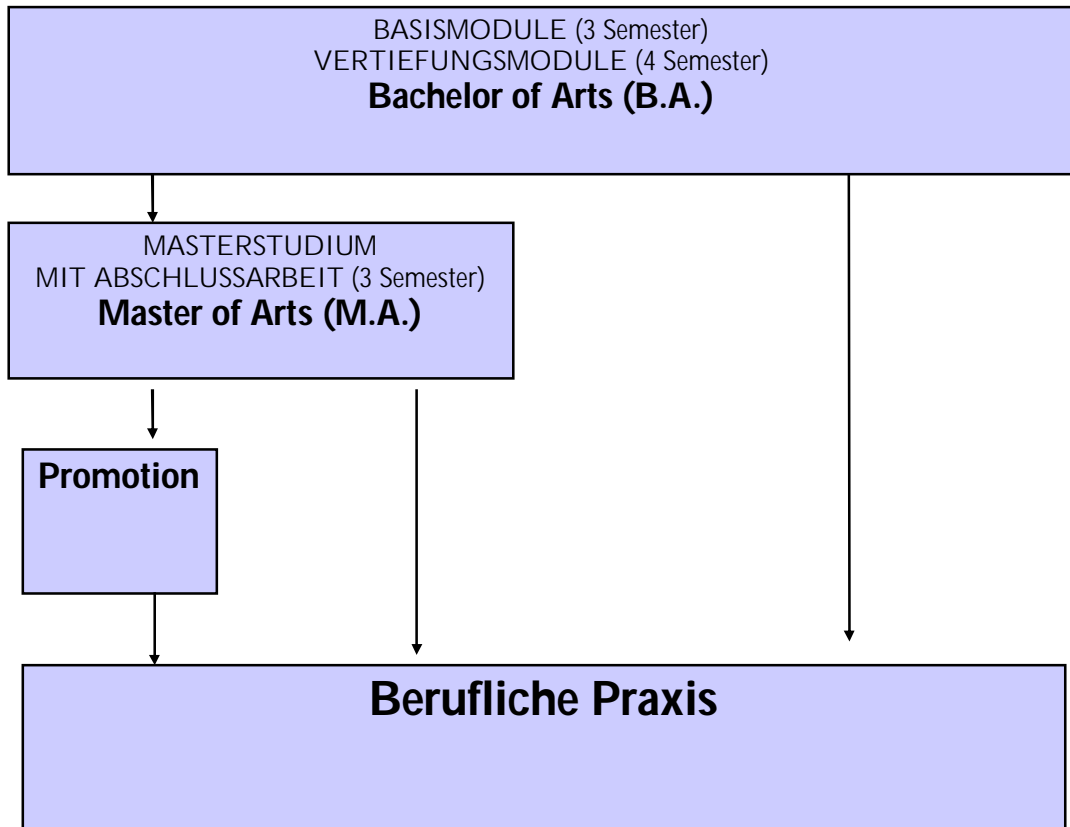 BASISMODULE (3 Semester)
VERTIEFUNGSMODULE (4 Semester)
Bachelor of Arts (B.A.)
MASTERSTUDIUM
MIT ABSCHLUSSARBEIT (3 Semester)
Master of Arts (M.A.)
Promotion
Berufliche Praxis